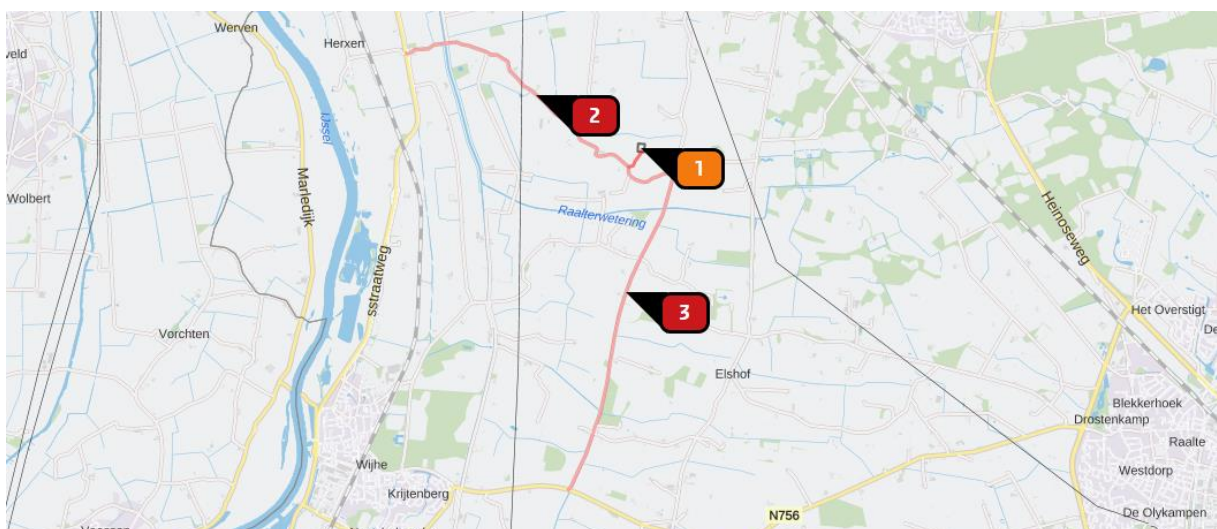 Werven
Herxen
veld
2
IJssel
1
Wolbert
Marledijk
Raalterwetering
Heinoseweg
sstraatweg
3
Het Overstigt
De
Vorchten
Elshof
Blekkerhoek
Drostenkamp
Raalte
Wijhe
Westdorp
Krijtenberg
N756
De Olykampen